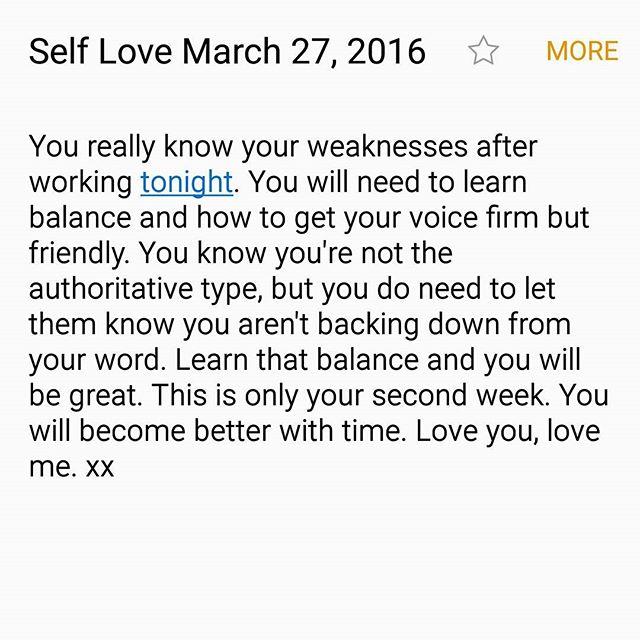 Self Love March 27, 2016 MORE
You really know your weaknesses after
working tonight. You will need to learn
balance and how to get your voice firm but
friendly. You know you're not the
authoritative type, but you do need to let
them know you aren't backing down from
your word. Learn that balance and you will
be great. This is only your second week. You
will become better with time. Love you, love
me. xx